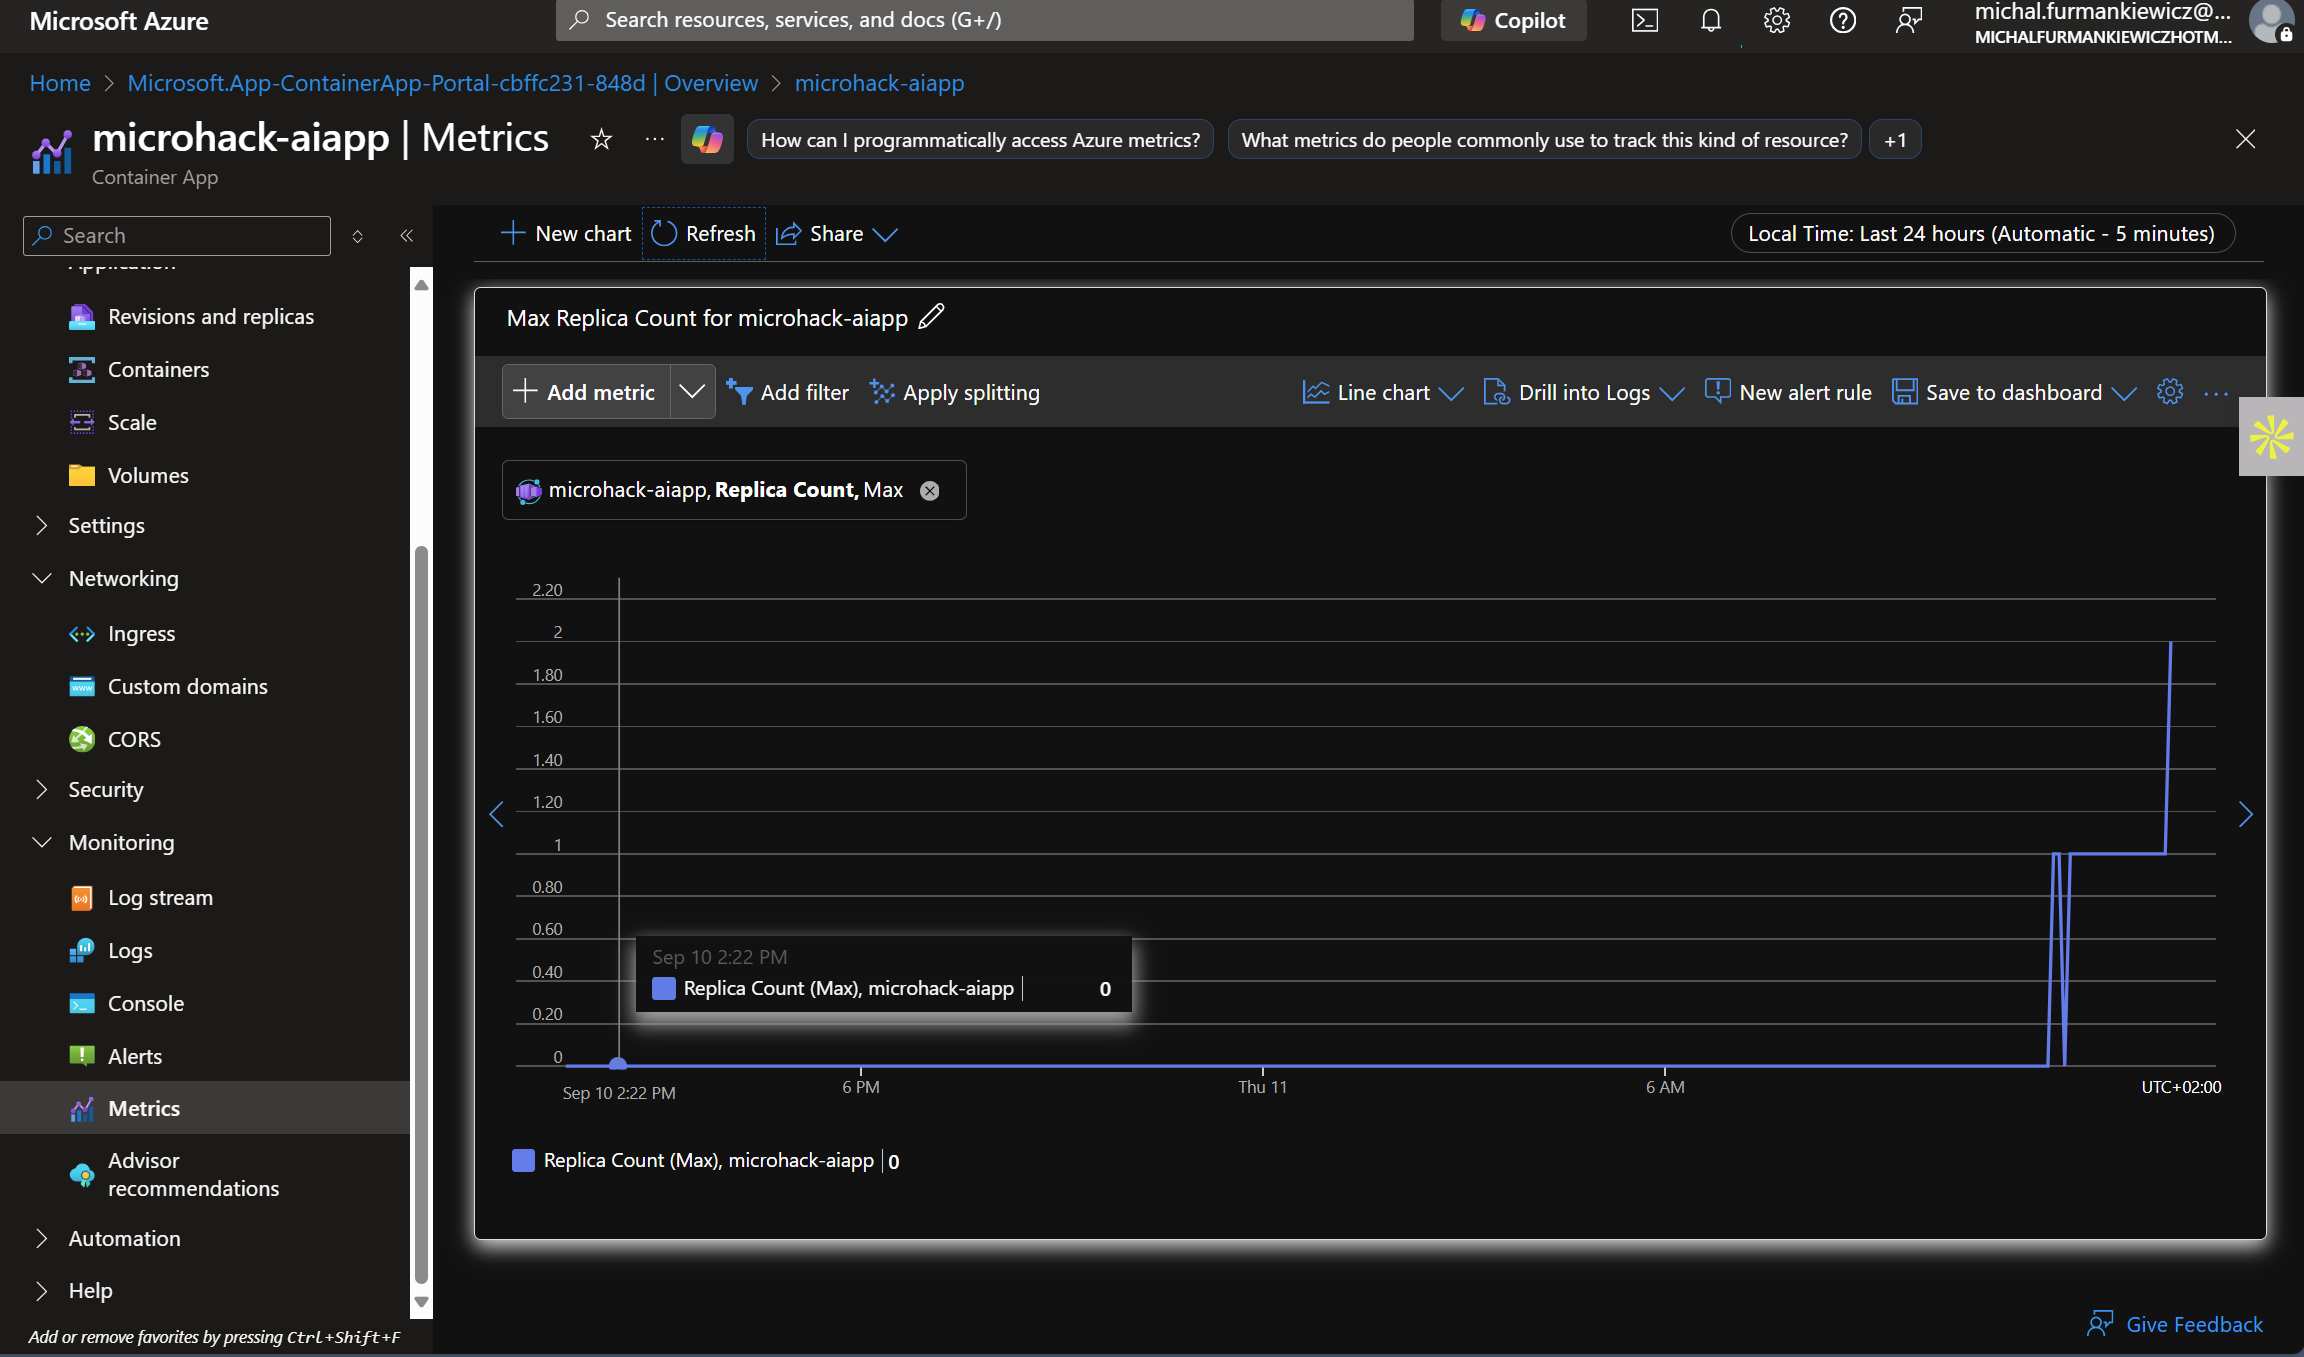 Microsoft Azure
Search resources, services, and docs (G+/)
Copilot
michal.furmankiewicz@...
MICHALFURMANKIEWICZHOTM...
Home > Microsoft.App-ContainerApp-Portal-cbffc231-848d | Overview > microhack-aiapp
microhack-aiapp | Metrics
Container App
How can I programmatically access Azure metrics?
What metrics do people commonly use to track this kind of resource?
+1
Search
Application
Revisions and replicas
Containers
Scale
Volumes
Settings
Networking
Ingress
Custom domains
CORS
Security
Monitoring
Log stream
Logs
Console
Alerts
Metrics
Advisor
recommendations
Automation
Help
Add or remove favorites by pressing Ctrl+Shift+F
New chart
Refresh
Share
Local Time: Last 24 hours (Automatic - 5 minutes)
Max Replica Count for microhack-aiapp
Add metric
Add filter
Apply splitting
Line chart
Drill into Logs
New alert rule
Save to dashboard
microhack-aiapp, Replica Count, Max
2.20
2
1.80
1.60
1.40
1.20
1
0.80
0.60
0.40
0.20
0
Sep 10 2:22 PM
Replica Count (Max), microhack-aiapp | 0
Sep 10 2:22 PM
6 PM
Thu 11
6 AM
UTC+02:00
Replica Count (Max), microhack-aiapp | 0
Give Feedback